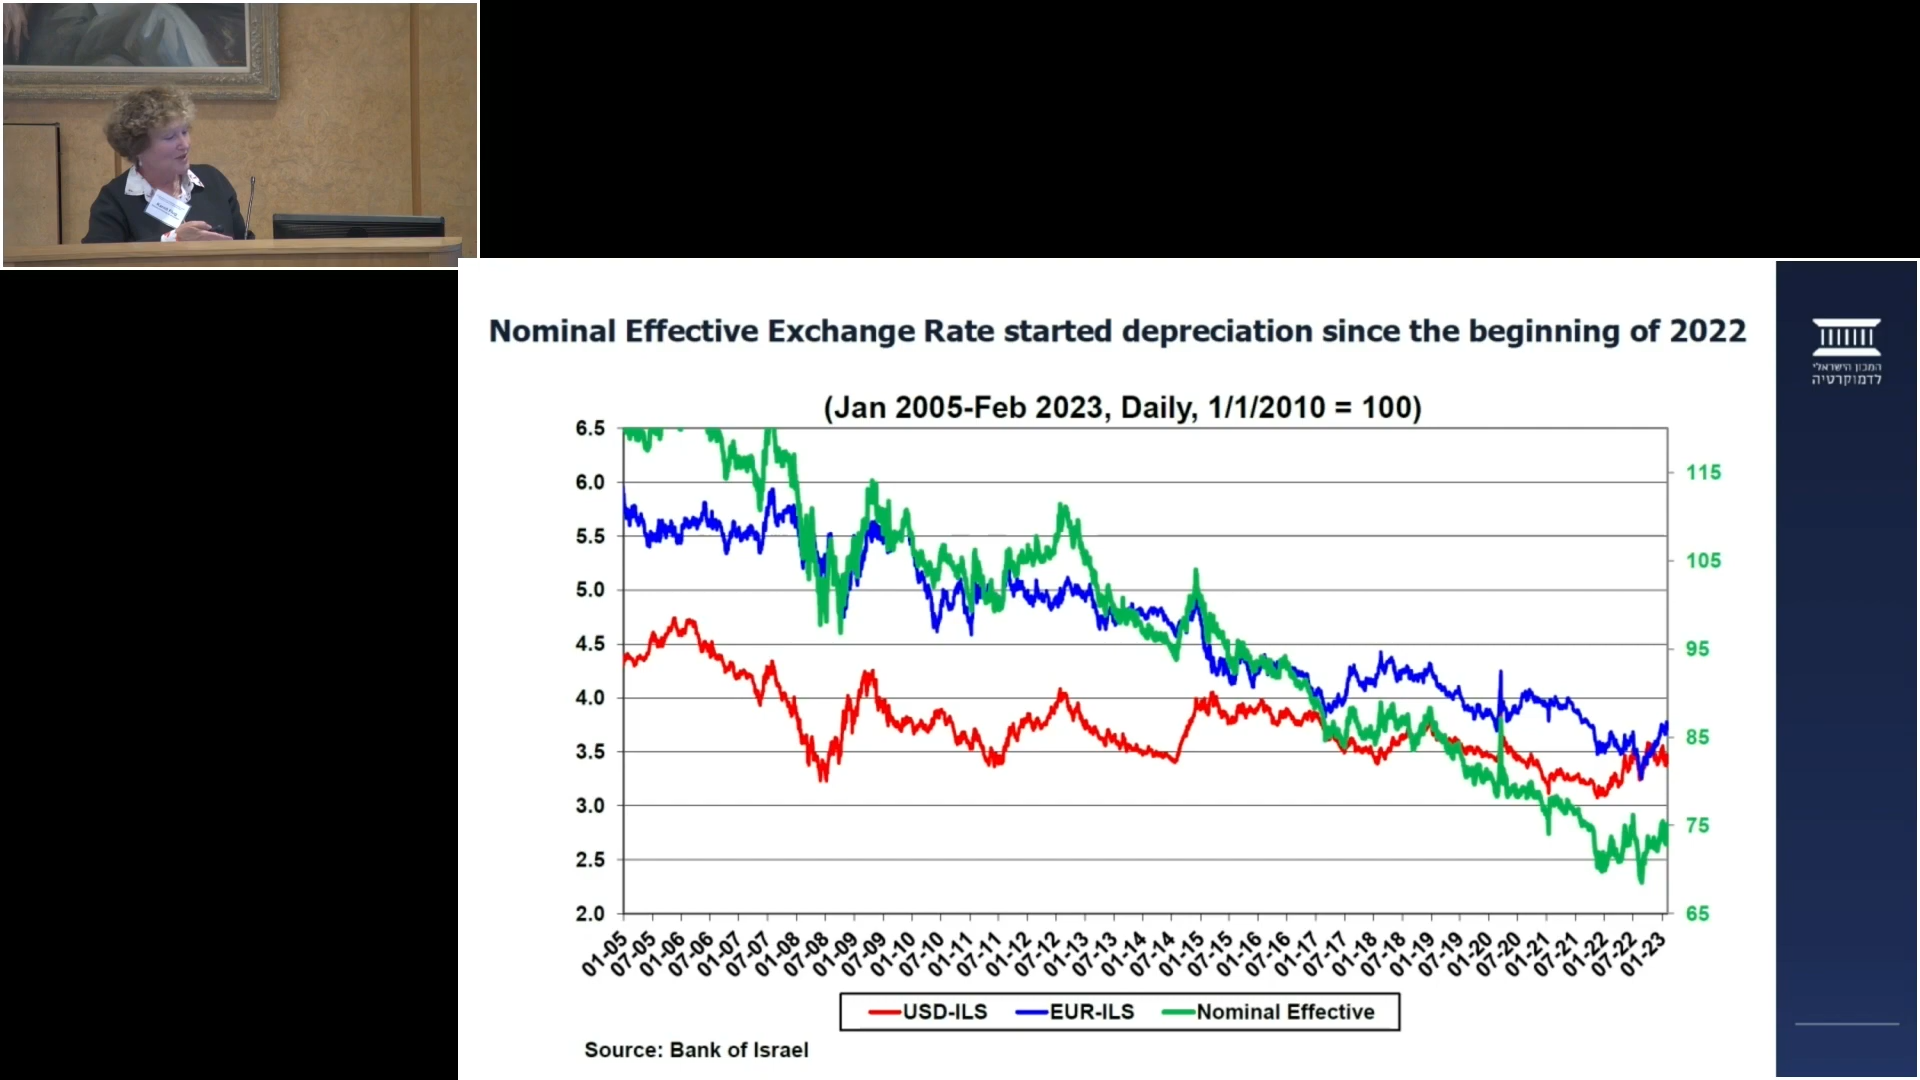 Nominal Effective Exchange Rate started depreciation since the beginning of 2022
המכון הישראלי
לדמוקרטיה
(Jan 2005-Feb 2023, Daily, 1/1/2010 = 100)
6.5
6.0
5.5
5.0
4.5
4.0
3.5
3.0
2.5
2.0
115
105
95
85
75
65
01-05 07-05 01-06 07-06 01-07 07-07 01-08 07-08 01-09 07-09 01-10 07-10 01-11 07-11 01-12 07-12 01-13 07-13 01-14 07-14 01-15 07-15 01-16 07-16 01-17 07-17 01-18 07-18 01-19 07-19 01-20 07-20 01-21 07-21 01-22 07-22 01-23
USD-ILS EUR-ILS Nominal Effective
Source: Bank of Israel